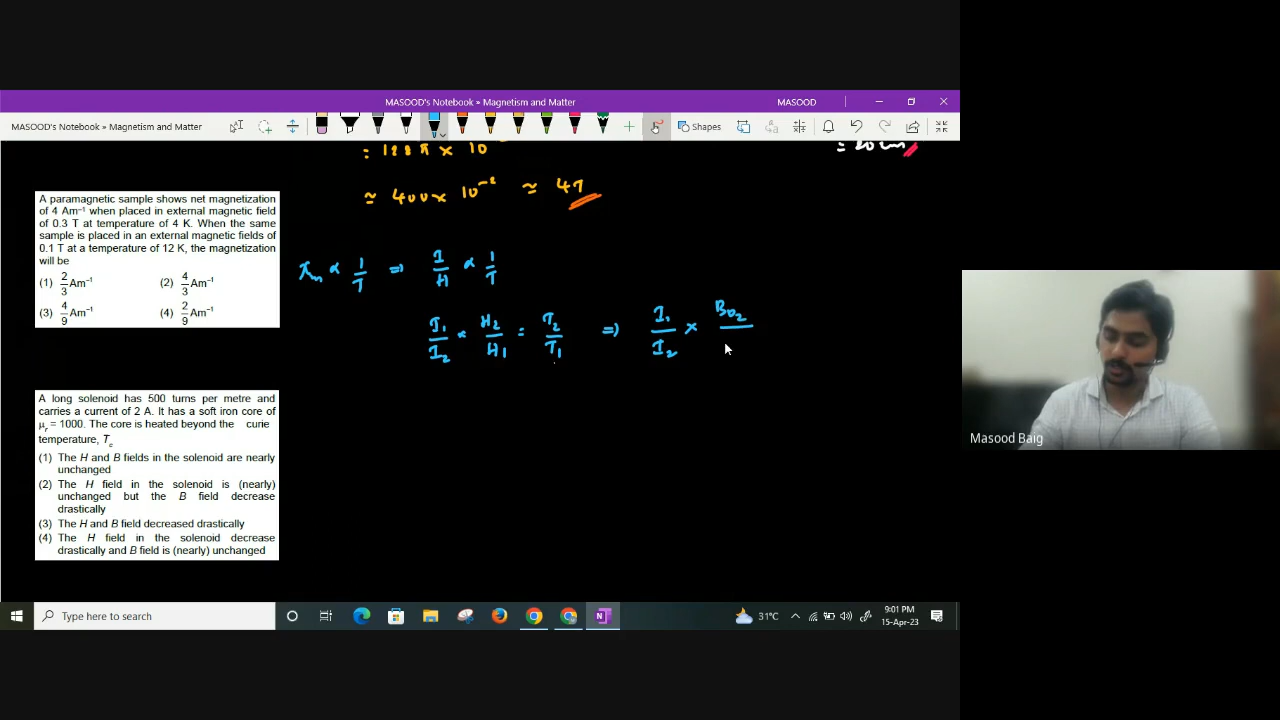 MASOOD's Notebook » Magnetism and Matter
MASOOD
MASOOD's Notebook » Magnetism and Matter
Shapes
= 128 π × 10
≈ 400 × 10⁻² ≈ 4T
= 20 cm
A paramagnetic sample shows net magnetization
of 4 Am⁻¹ when placed in external magnetic field
of 0.3 T at temperature of 4 K. When the same
sample is placed in an external magnetic fields of
0.1 T at a temperature of 12 K, the magnetization
will be
(1) 2/3 Am⁻¹ (2) 4/3 Am⁻¹
(3) 4/9 Am⁻¹ (4) 2/9 Am⁻¹
χm ∝ 1/T ⇒ I/H ∝ 1/T
I₁/I₂ × H₂/H₁ = T₂/T₁ ⇒ I₁/I₂ × B₀₂
A long solenoid has 500 turns per metre and
carries a current of 2 A. It has a soft iron core of
μr = 1000. The core is heated beyond the curie
temperature, Tc
(1) The H and B fields in the solenoid are nearly
unchanged
(2) The H field in the solenoid is (nearly)
unchanged but the B field decrease
drastically
(3) The H and B field decreased drastically
(4) The H field in the solenoid decrease
drastically and B field is (nearly) unchanged
Masood Baig
Type here to search
31°C
9:01 PM
15-Apr-23